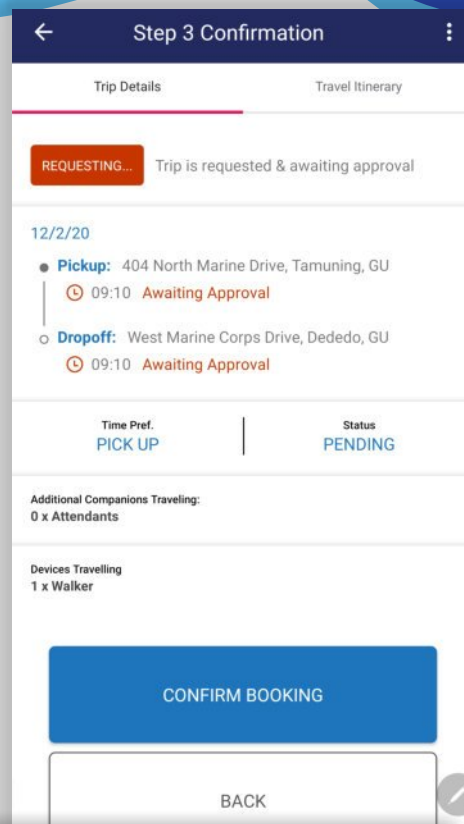 Step 3 Confirmation
Trip Details Travel Itinerary
REQUESTING... Trip is requested & awaiting approval
12/2/20
Pickup: 404 North Marine Drive, Tamuning, GU
09:10 Awaiting Approval
Dropoff: West Marine Corps Drive, Dededo, GU
09:10 Awaiting Approval
Time Pref. Status
PICK UP PENDING
Additional Companions Traveling:
0 x Attendants
Devices Travelling
1 x Walker
CONFIRM BOOKING
BACK